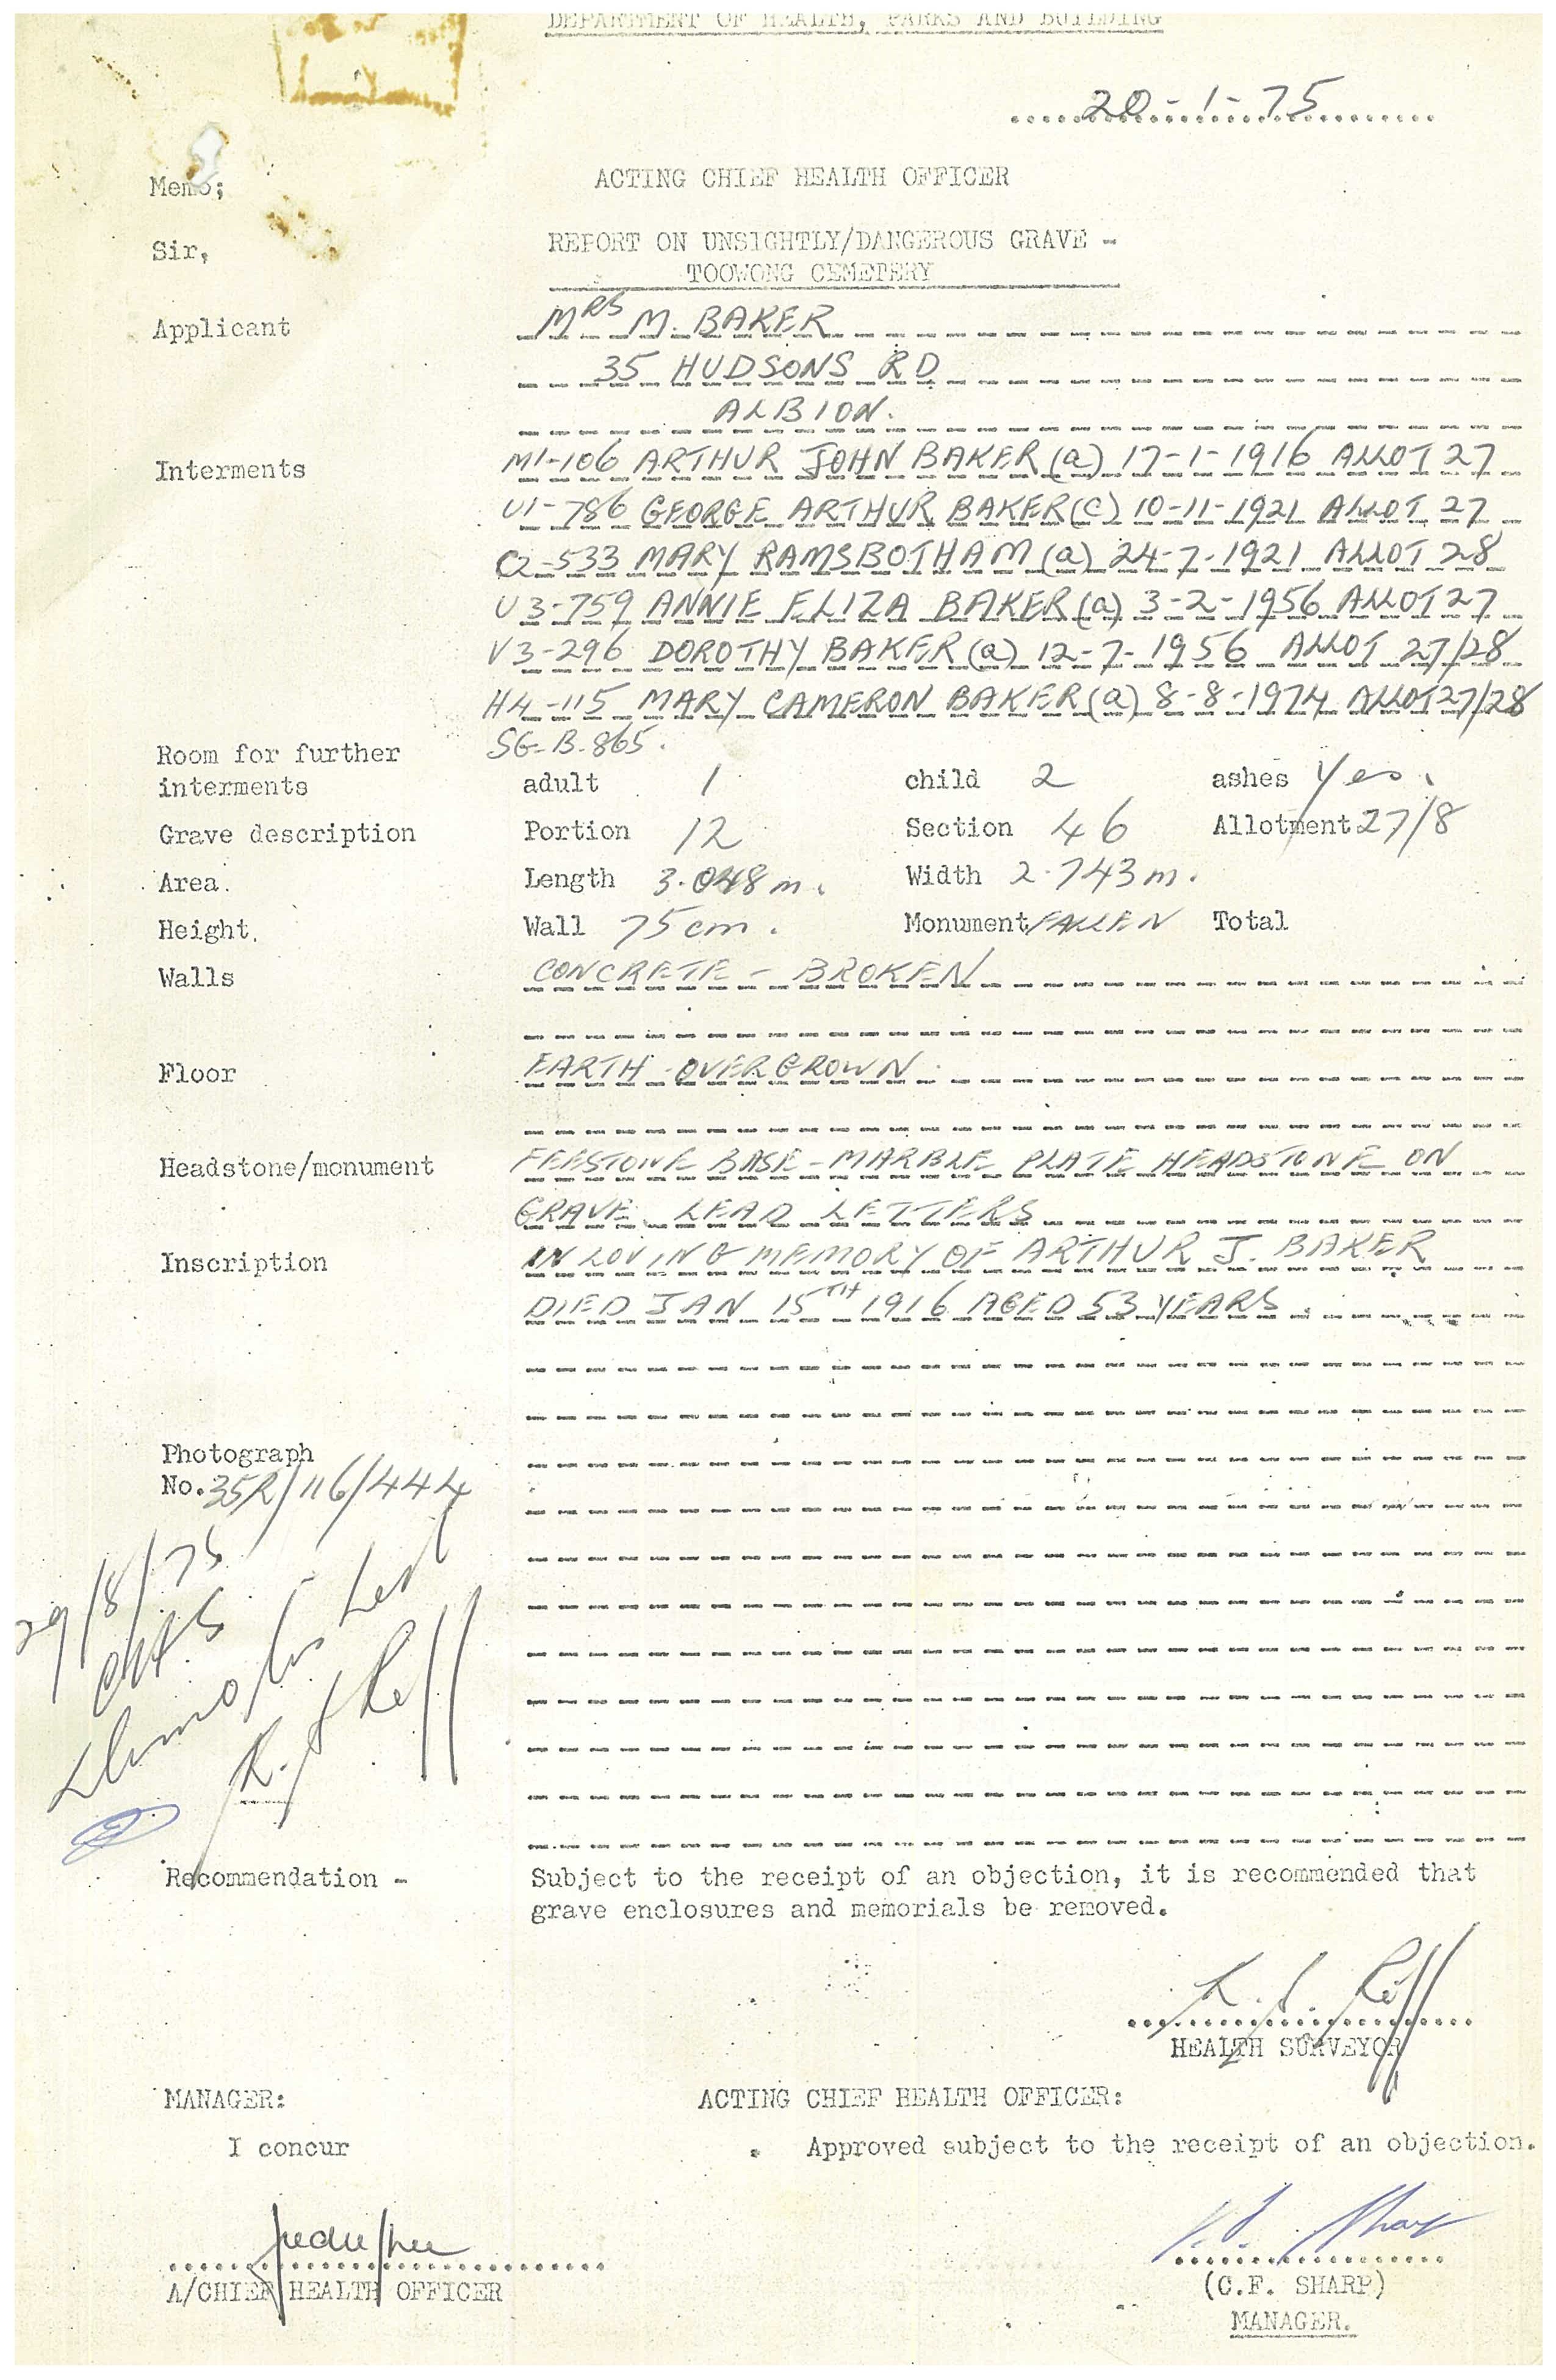 DEPARTMENT OF HEALTH, PARKS AND BUILDING
20-1-75
Memo; ACTING CHIEF HEALTH OFFICER
Sir, REPORT ON UNSIGHTLY/DANGEROUS GRAVE -
TOOWONG CEMETERY
Applicant MRS M. BAKER
35 HUDSONS RD
ALBION.
Interments M1-106 ARTHUR JOHN BAKER (a) 17-1-1916 ALLOT 27
U1-786 GEORGE ARTHUR BAKER (c) 10-11-1921 ALLOT 27
Q2-533 MARY RAMSBOTHAM (a) 24-7-1921 ALLOT 28
U3-759 ANNIE ELIZA BAKER (a) 3-2-1956 ALLOT 27
V3-296 DOROTHY BAKER (a) 12-7-1956 ALLOT 27/28
H4-115 MARY CAMERON BAKER (a) 8-8-1974 ALLOT 27/28
SG-B-865.
Room for further
interments adult 1 child 2 ashes Yes.
Grave description Portion 12 Section 46 Allotment 27/8
Area. Length 3.048 m. Width 2.743 m.
Height. Wall 75 cm. Monument FALLEN Total
Walls CONCRETE - BROKEN
Floor EARTH - OVERGROWN
Headstone/monument FEESTONE BASE - MARBLE PLATE HEADSTONE ON
GRAVE. LEAD LETTERS
Inscription IN LOVING MEMORY OF ARTHUR J. BAKER
DIED JAN 15TH 1916 AGED 53 YEARS.
Photograph
No. 35R/116/444
29/8/75
Recommendation - Subject to the receipt of an objection, it is recommended that
grave enclosures and memorials be removed.
HEALTH SURVEYOR
MANAGER: ACTING CHIEF HEALTH OFFICER:
I concur Approved subject to the receipt of an objection.
A/CHIEF HEALTH OFFICER
(C.F. SHARP)
MANAGER.